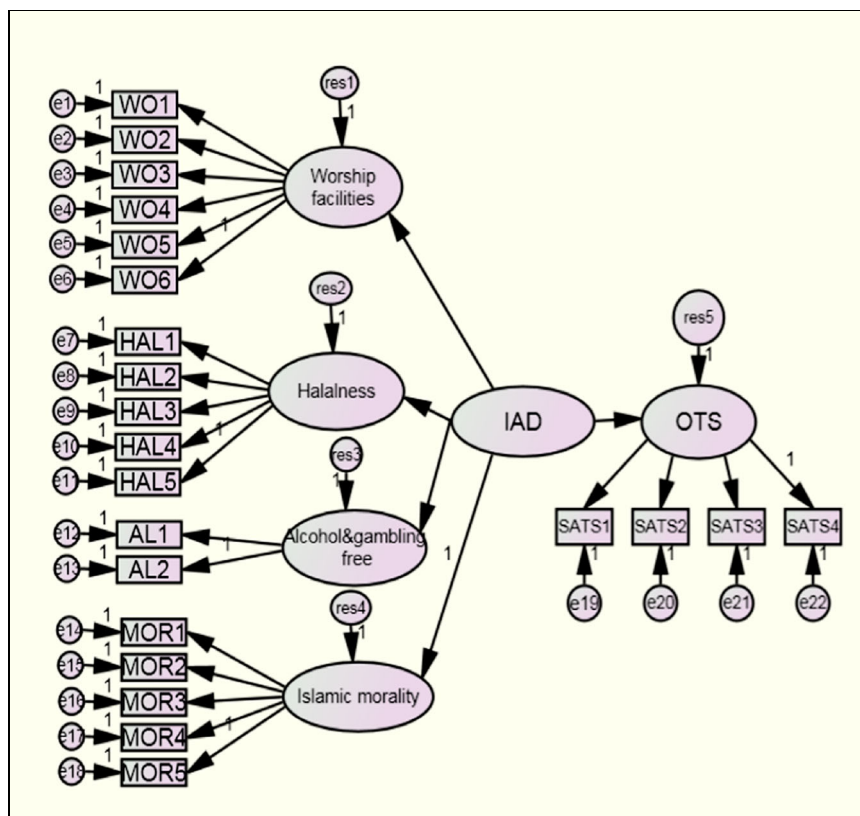 res1
1
e1
1
WO1
e2
1
WO2
e3
1
WO3
e4
1
WO4
e5
1
WO5
1
e6
1
WO6
Worship
facilities
res2
1
e7
1
HAL1
e8
1
HAL2
e9
1
HAL3
e10
1
HAL4
1
e11
1
HAL5
Halalness
res3
1
e12
1
AL1
1
e13
1
AL2
Alcohol&gambling
free
res4
1
e14
1
MOR1
e15
1
MOR2
e16
1
MOR3
e17
1
MOR4
1
e18
1
MOR5
Islamic morality
1
IAD
res5
1
OTS
1
SATS1
SATS2
SATS3
SATS4
1
1
1
1
e19
e20
e21
e22